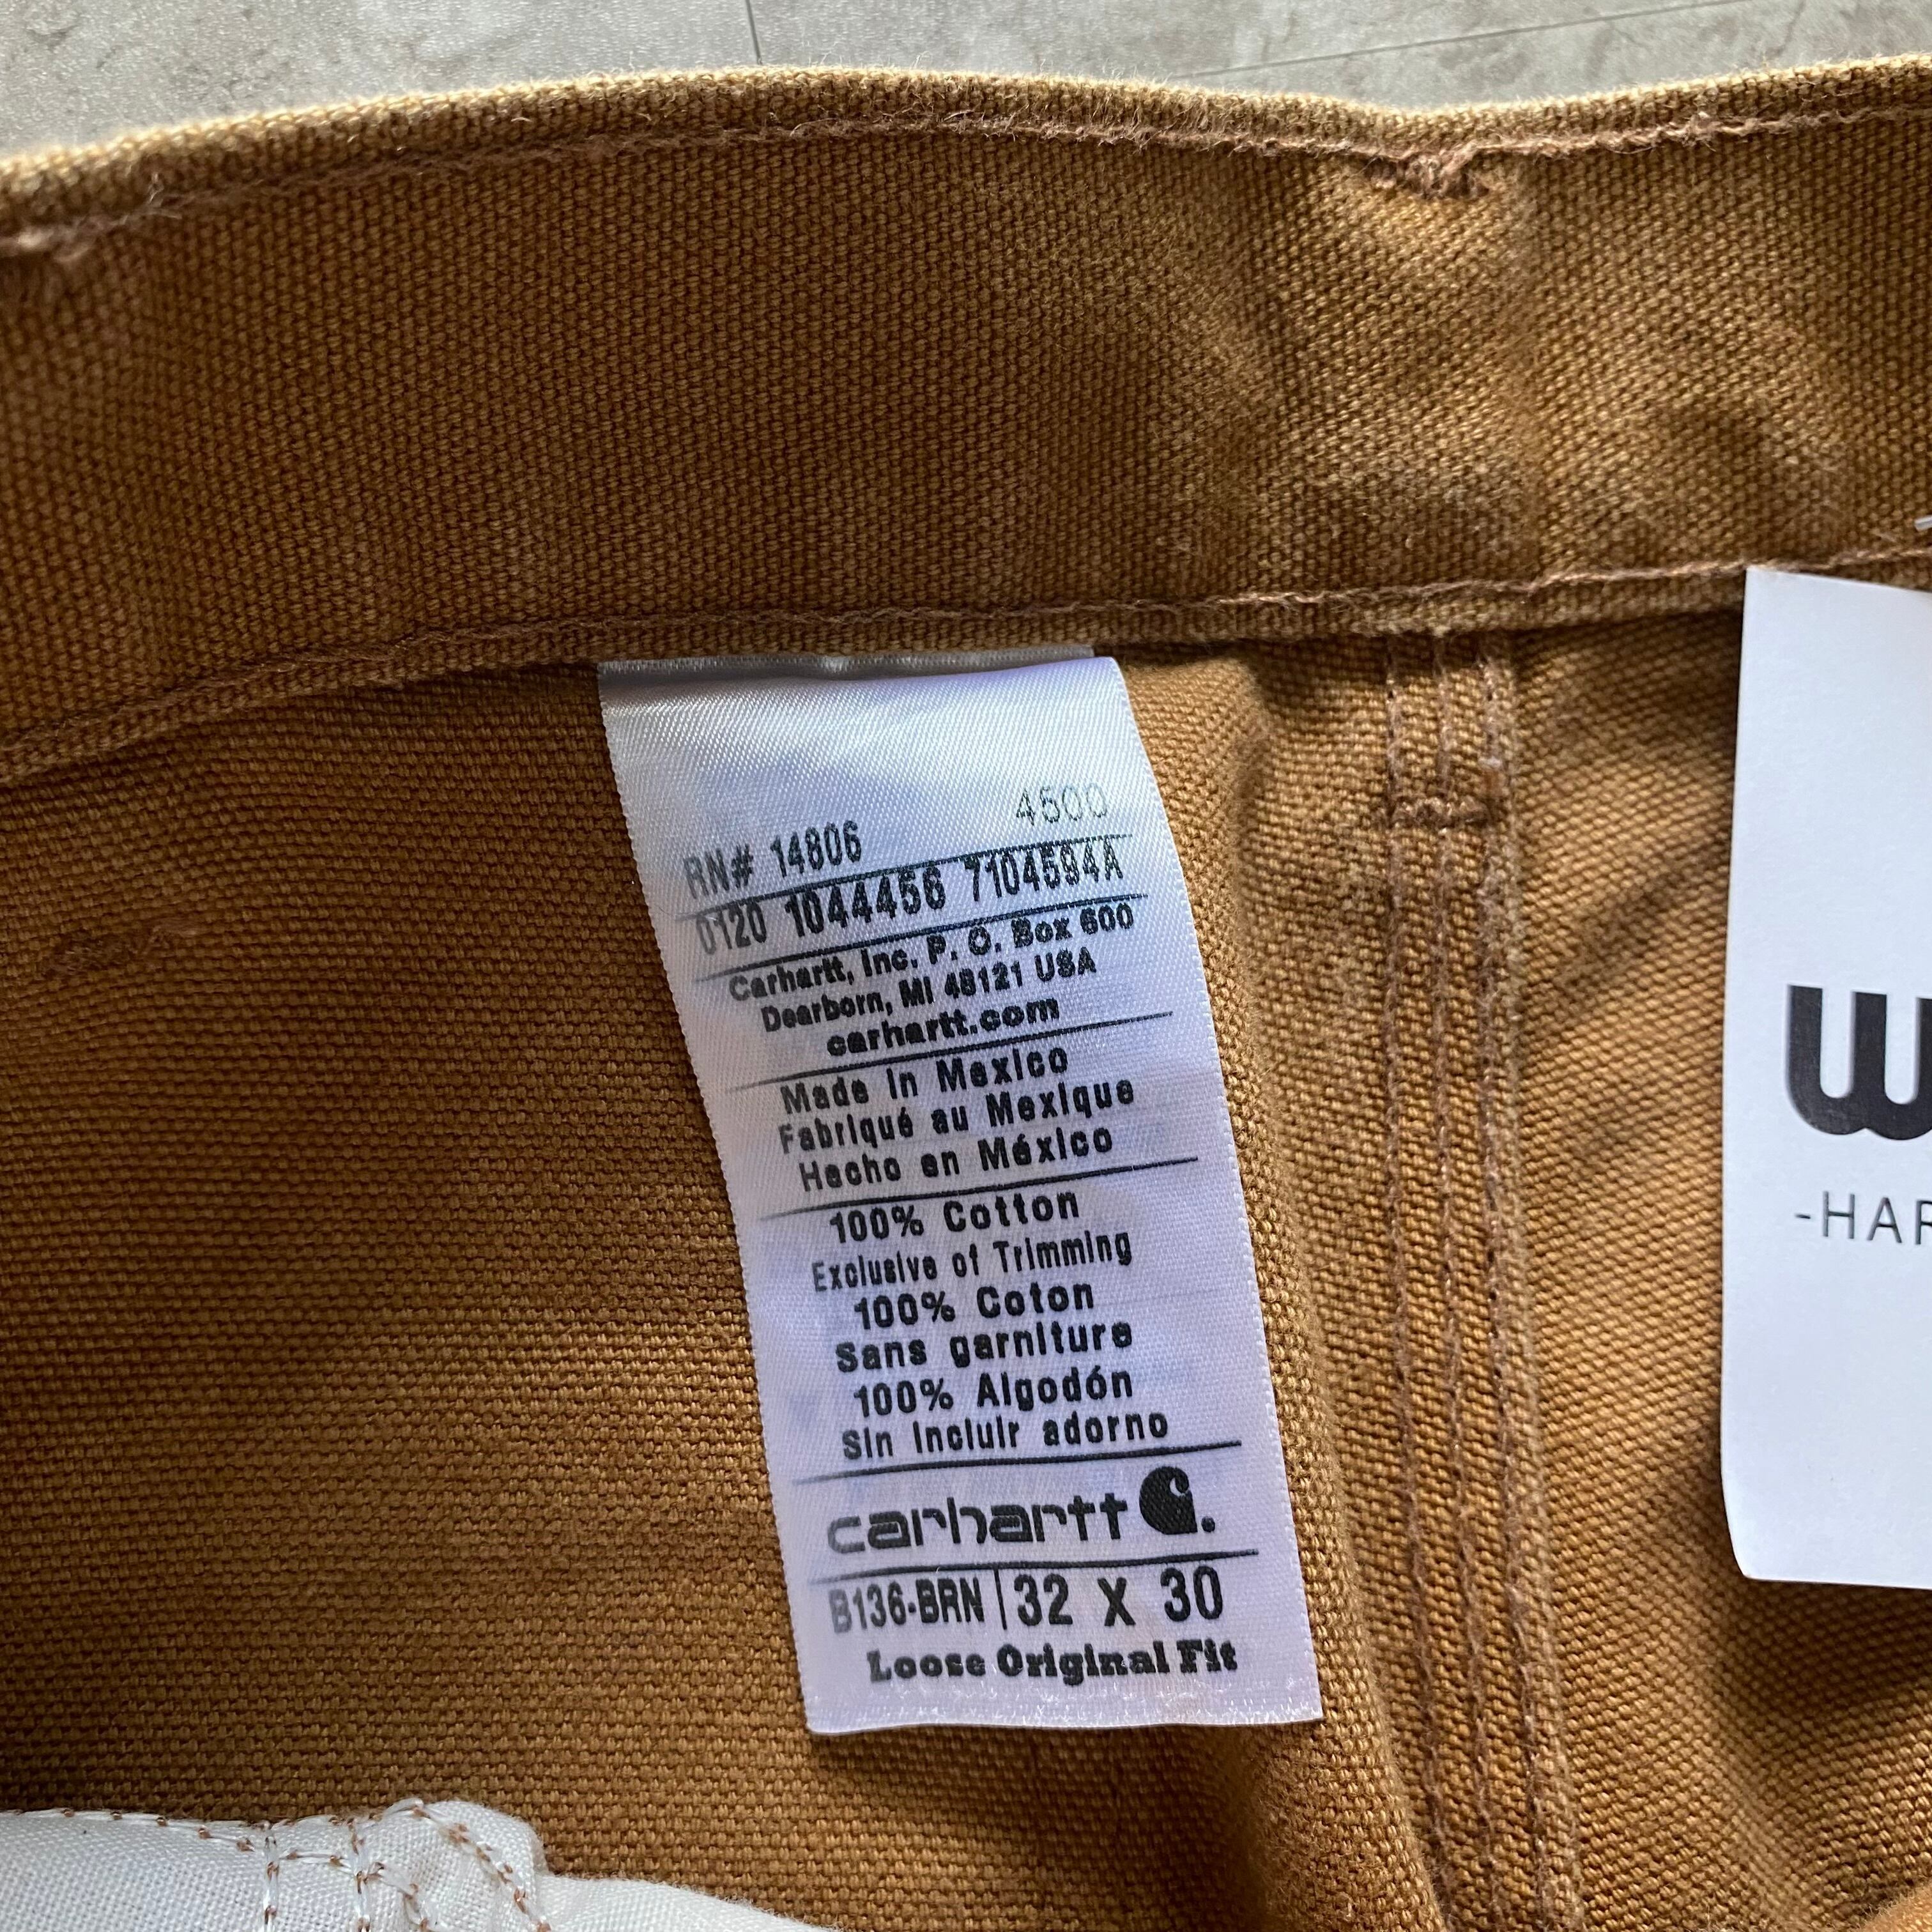 4500
RN# 14806
0120 1044456 7104594A
Carhartt, Inc. P. O. Box 600
Dearborn, MI 48121 USA
carhartt.com
Made in Mexico
Fabriqué au Mexique
Hecho en México
100% Cotton
Exclusive of Trimming
100% Coton
Sans garniture
100% Algodón
Sin incluir adorno
carhartt
B136-BRN | 32 X 30
Loose Original Fit